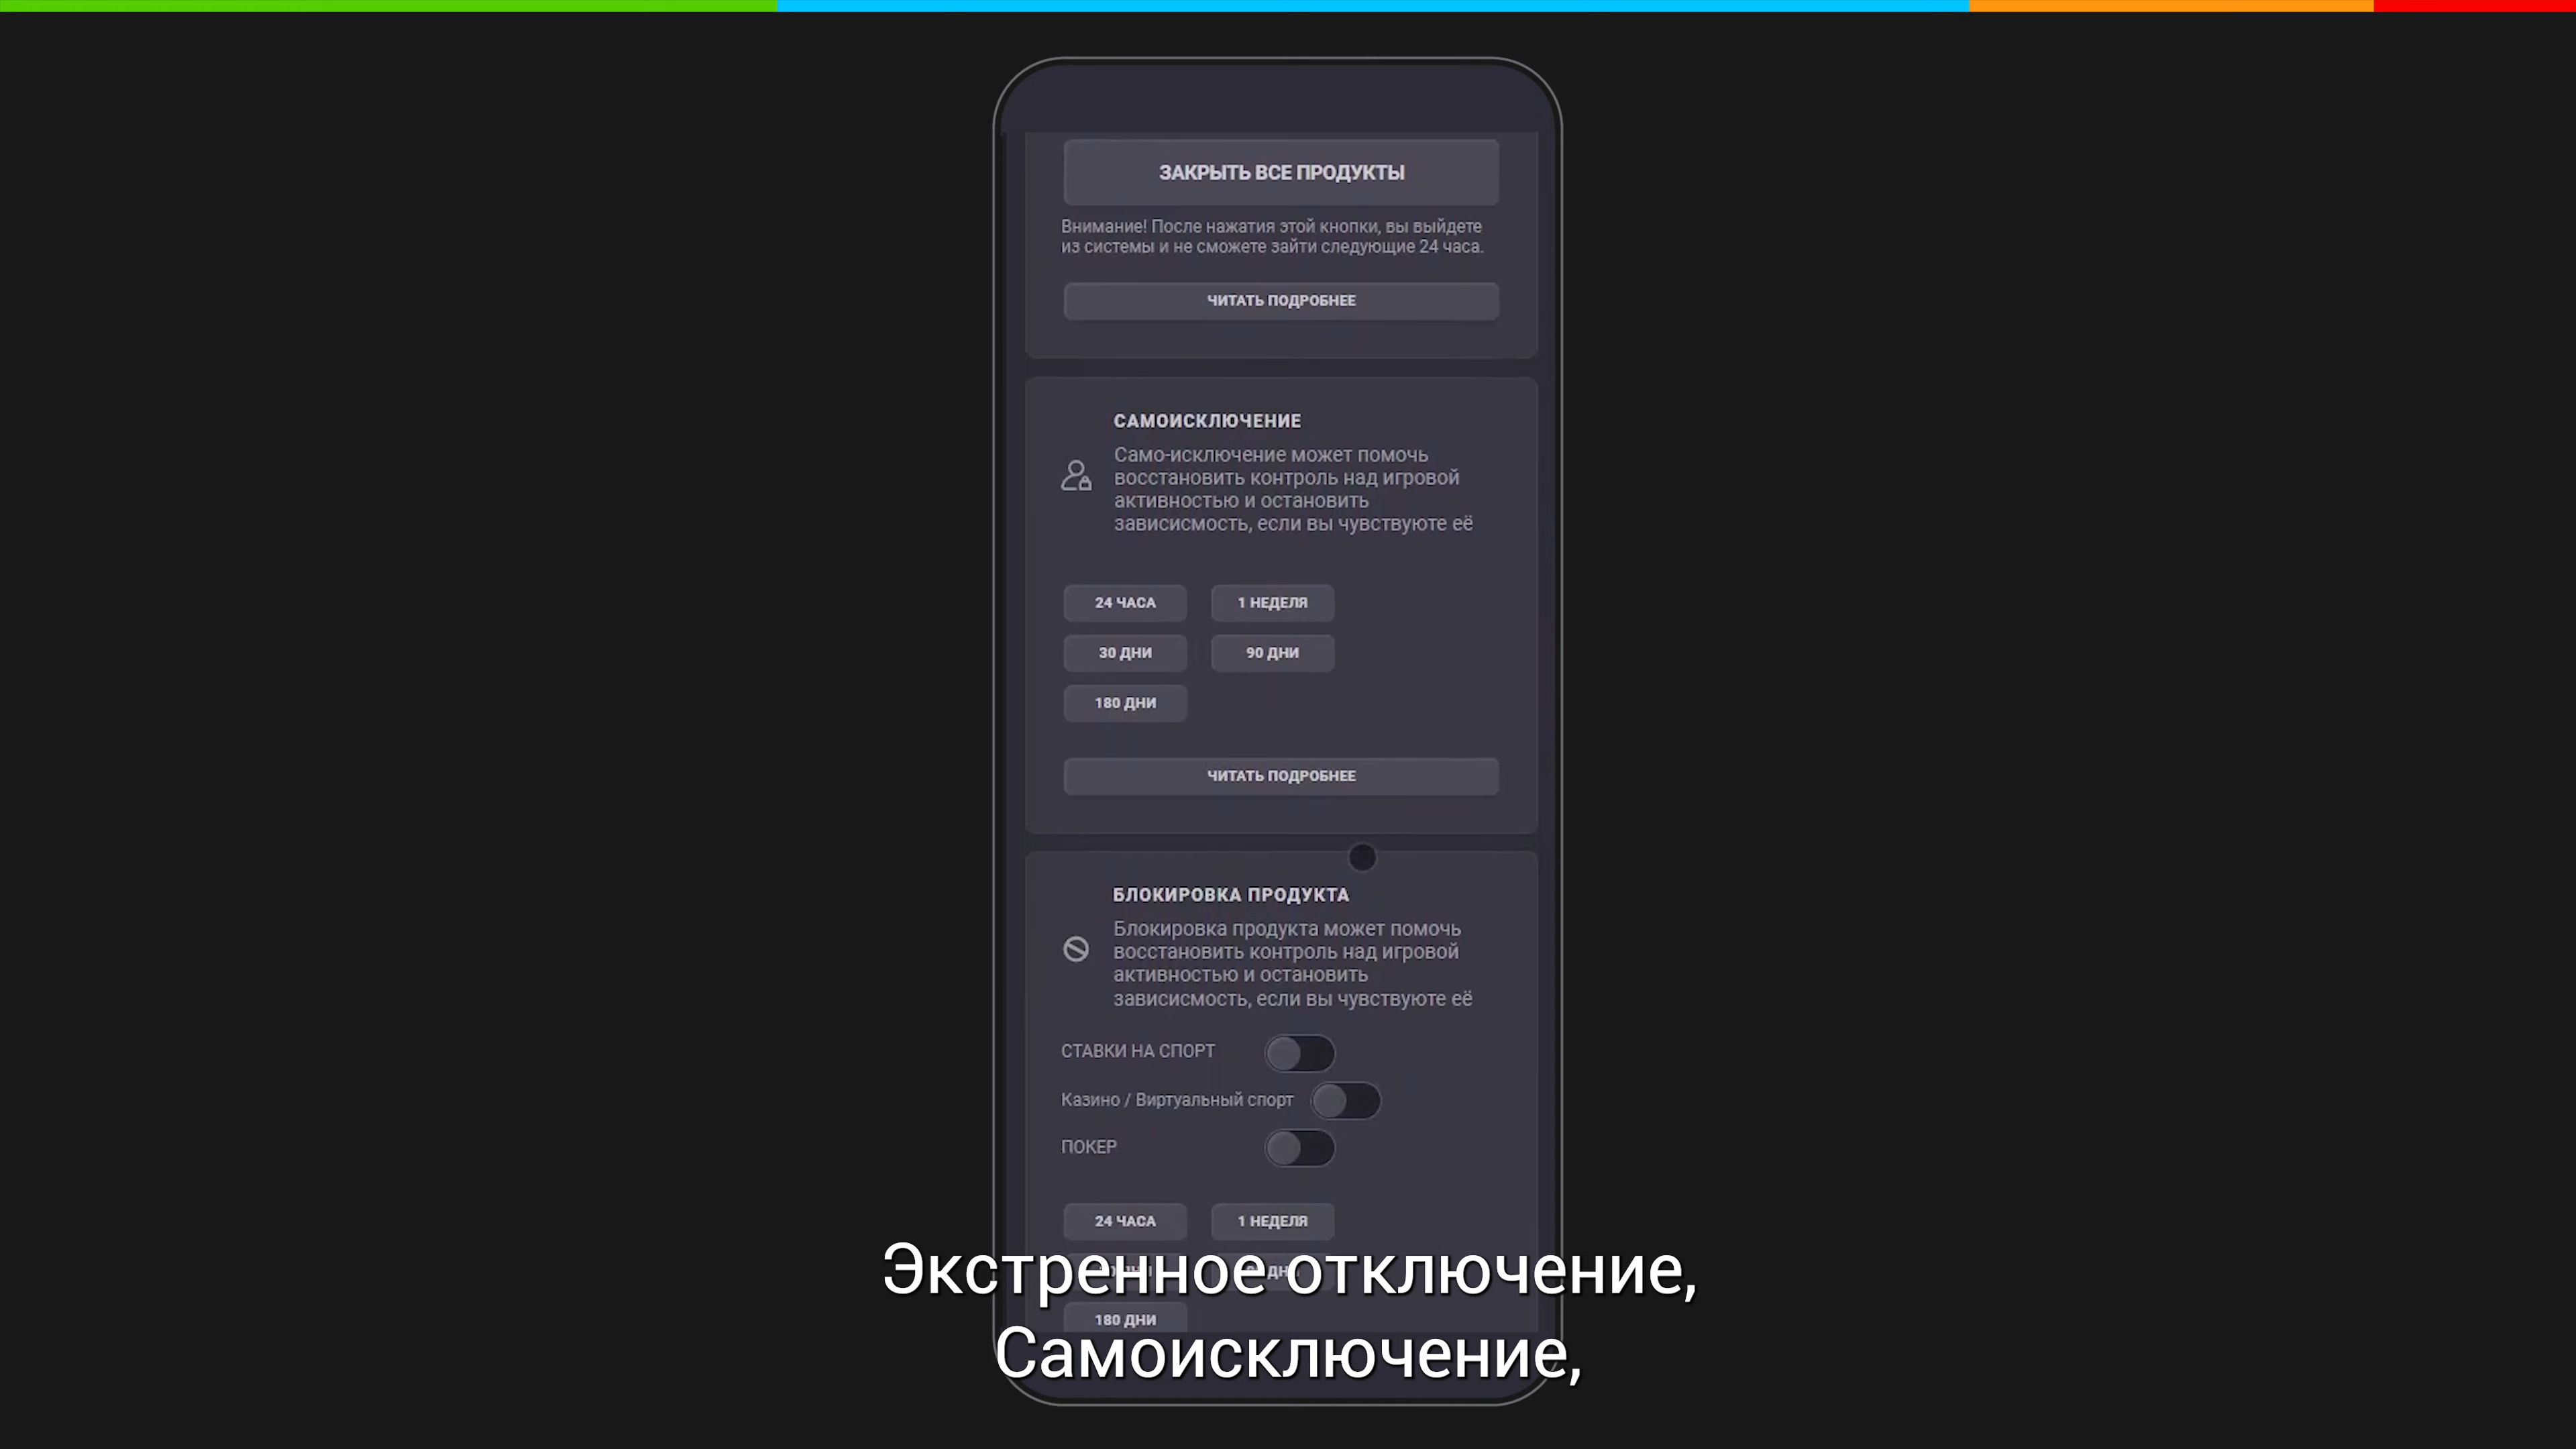 ЗАКРЫТЬ ВСЕ ПРОДУКТЫ
Внимание! После нажатия этой кнопки, вы выйдете
из системы и не сможете зайти следующие 24 часа.
ЧИТАТЬ ПОДРОБНЕЕ
САМОИСКЛЮЧЕНИЕ
Само-исключение может помочь
восстановить контроль над игровой
активностью и остановить
зависисмость, если вы чувствуюте её
24 ЧАСА 1 НЕДЕЛЯ
30 ДНИ 90 ДНИ
180 ДНИ
ЧИТАТЬ ПОДРОБНЕЕ
БЛОКИРОВКА ПРОДУКТА
Блокировка продукта может помочь
восстановить контроль над игровой
активностью и остановить
зависисмость, если вы чувствуюте её
СТАВКИ НА СПОРТ
Казино / Виртуальный спорт
ПОКЕР
24 ЧАСА 1 НЕДЕЛЯ
180 ДНИ
Экстренное отключение,
Самоисключение,